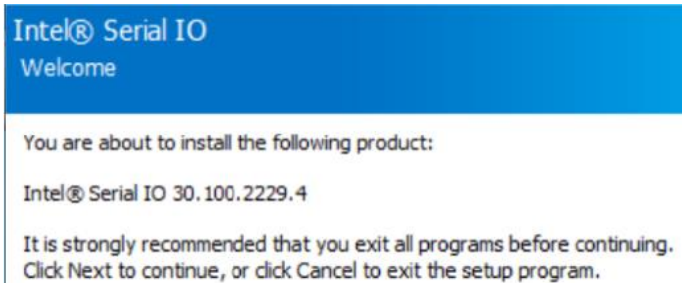 Intel® Serial IO
Welcome
You are about to install the following product:
Intel® Serial IO 30.100.2229.4
It is strongly recommended that you exit all programs before continuing.
Click Next to continue, or click Cancel to exit the setup program.